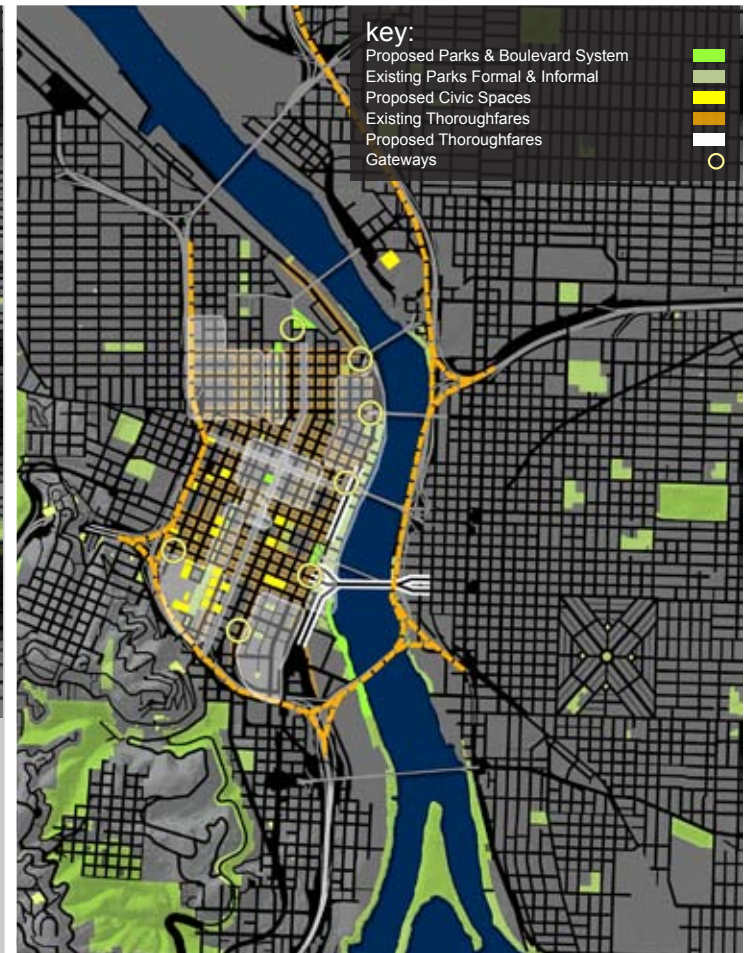 key:
Proposed Parks & Boulevard System
Existing Parks Formal & Informal
Proposed Civic Spaces
Existing Thoroughfares
Proposed Thoroughfares
Gateways